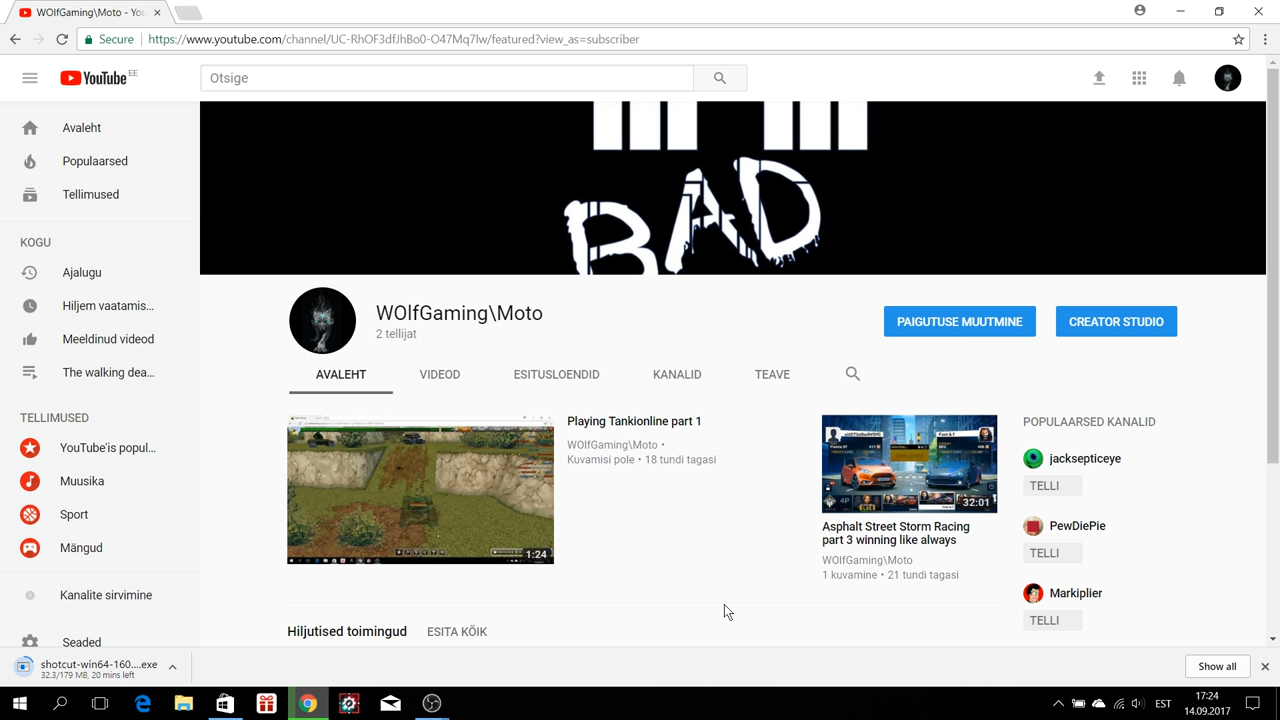 WOlfGaming\Moto - You
Secure
https://www.youtube.com/channel/UC-RhOF3dfJhBo0-O47Mq7lw/featured?view_as=subscriber
YouTube EE
Otsige
Avaleht
Populaarsed
Tellimused
KOGU
Ajalugu
Hiljem vaatamis...
Meeldinud videod
The walking dea...
TELLIMUSED
YouTube'is popul...
Muusika
Sport
Mängud
Kanalite sirvimine
Seaded
BAD
WOlfGaming\Moto
2 tellijat
PAIGUTUSE MUUTMINE
CREATOR STUDIO
AVALEHT VIDEOD ESITUSLOENDID KANALID TEAVE
1:24
Playing Tankionline part 1
WOlfGaming\Moto •
Kuvamisi pole • 18 tundi tagasi
32:01
Asphalt Street Storm Racing
part 3 winning like always
WOlfGaming\Moto
1 kuvamine • 21 tundi tagasi
POPULAARSED KANALID
jacksepticeye
TELLI
PewDiePie
TELLI
Markiplier
TELLI
Hiljutised toimingud ESITA KÕIK
shotcut-win64-160....exe
32.3/179 MB, 20 mins left
Show all
EST
17:24
14.09.2017